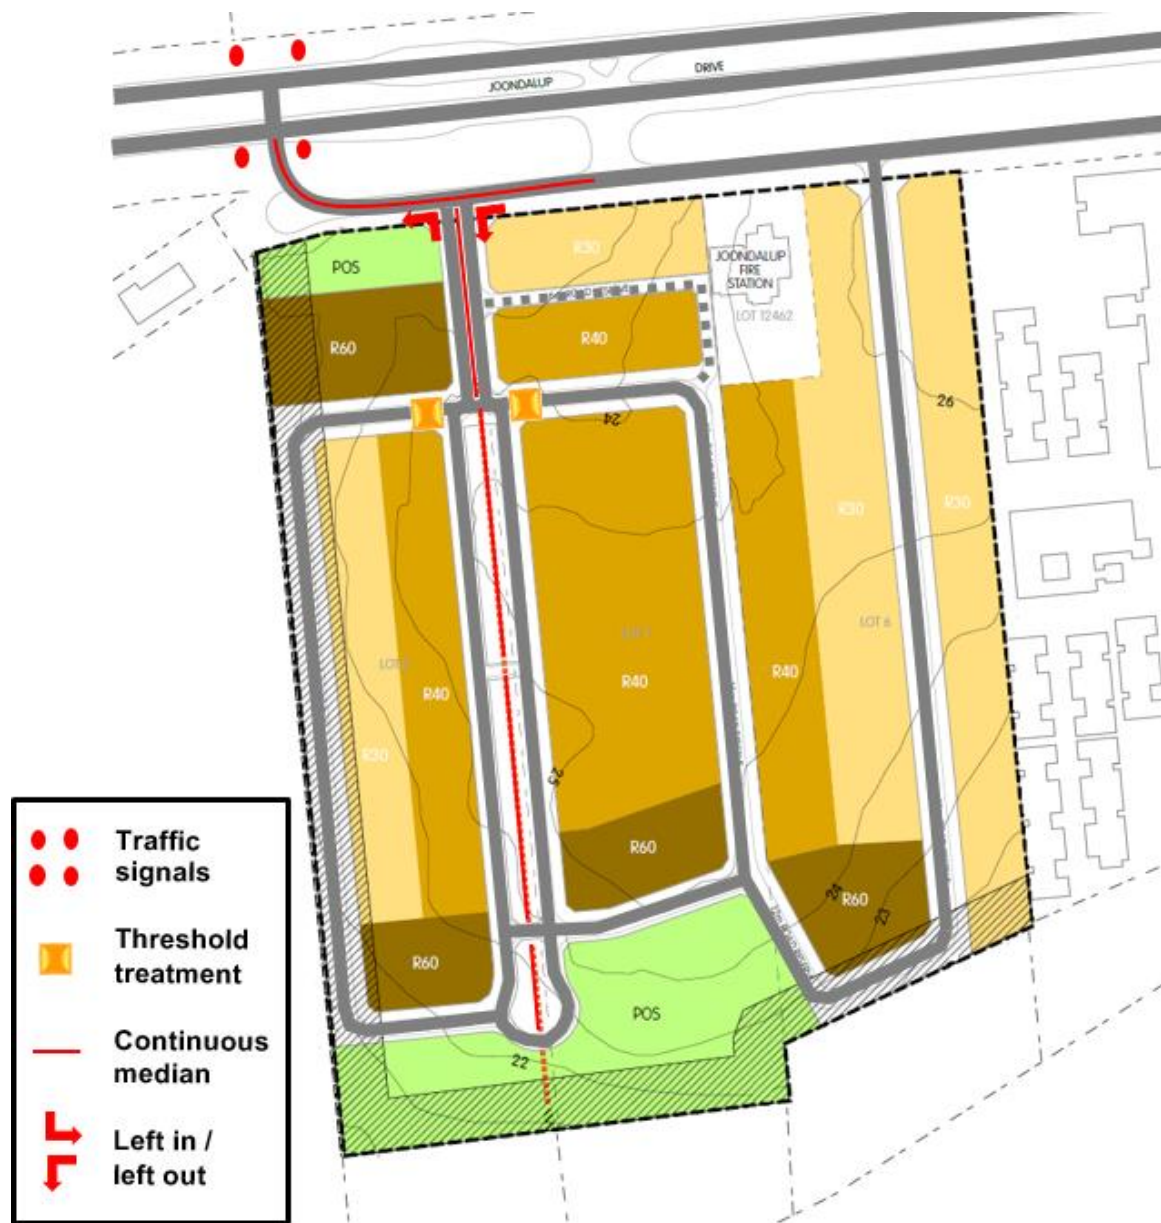 JOONDALUP
DRIVE
POS
R30
JOONDALUP
FIRE
STATION
LOT 12462
R60
R40
24
26
R30
R30
LOT 6
R40
R40
R40
R30
25
R60
R60
24
23
R60
POS
22
Traffic
signals
Threshold
treatment
Continuous
median
Left in /
left out